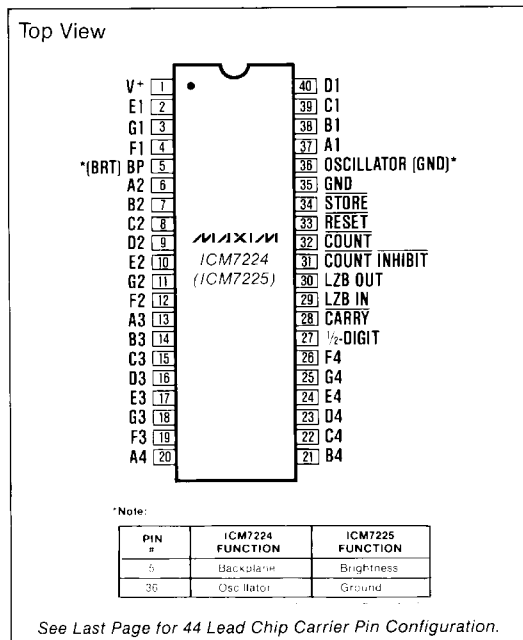 Top View
V+ 1
E1 2
G1 3
F1 4
*(BRT) BP 5
A2 6
B2 7
C2 8
D2 9
E2 10
G2 11
F2 12
A3 13
B3 14
C3 15
D3 16
E3 17
G3 18
F3 19
A4 20
MAXIM
ICM7224
(ICM7225)
40 D1
39 C1
38 B1
37 A1
36 OSCILLATOR (GND)*
35 GND
34 STORE
33 RESET
32 COUNT
31 COUNT INHIBIT
30 LZB OUT
29 LZB IN
28 CARRY
27 ½-DIGIT
26 F4
25 G4
24 E4
23 D4
22 C4
21 B4
*Note:
PIN # ICM7224 FUNCTION ICM7225 FUNCTION
5 Backplane Brightness
36 Oscillator Ground
See Last Page for 44 Lead Chip Carrier Pin Configuration.